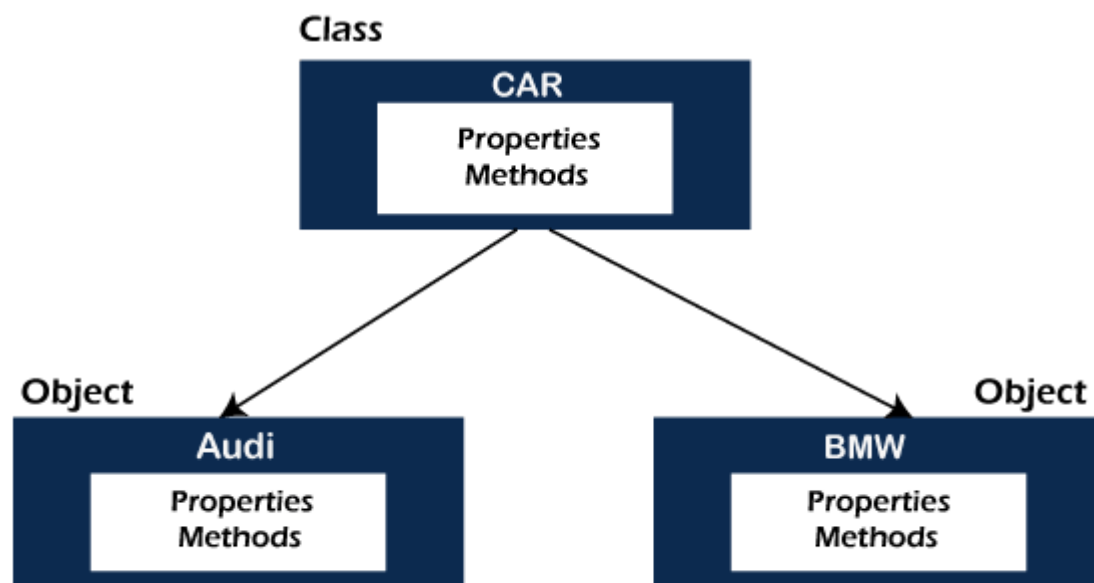 Class
CAR
Properties
Methods
Object
Object
Audi
BMW
Properties
Methods
Properties
Methods